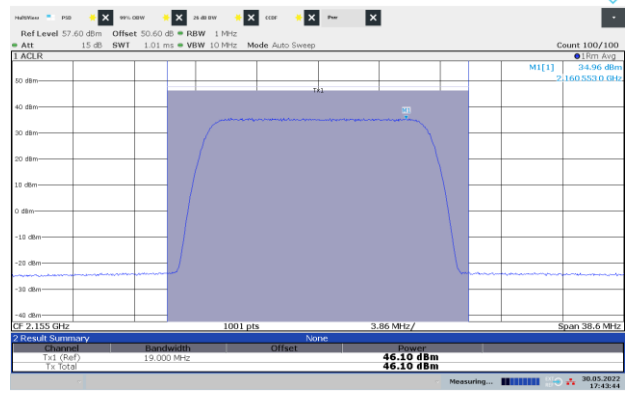 MultiView PSD X 99% OBW X 26 dB BW X CCDF X Pwr X
Ref Level 57.60 dBm Offset 50.60 dB RBW 1 MHz
Att 15 dB SWT 1.01 ms VBW 10 MHz Mode Auto Sweep Count 100/100
1 ACLR 1Rm Avg
M1[1] 34.96 dBm
2.1605530 GHz
Tx1
50 dBm
40 dBm
M1
30 dBm
20 dBm
10 dBm
0 dBm
-10 dBm
-20 dBm
-30 dBm
-40 dBm
CF 2.155 GHz 1001 pts 3.86 MHz/ Span 38.6 MHz
2 Result Summary None
Channel Bandwidth Offset Power
Tx1 (Ref) 19.000 MHz 46.10 dBm
Tx Total 46.10 dBm
Measuring... 30.05.2022
17:43:44